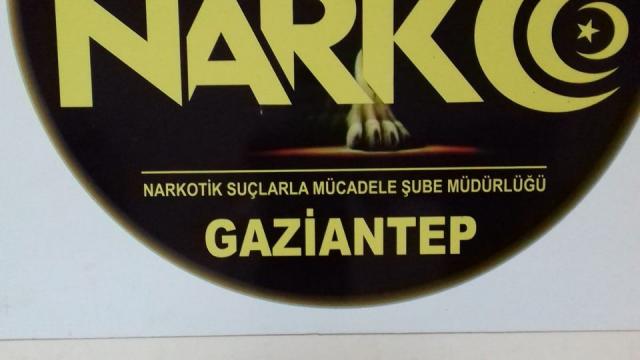 NARKO
NARKOTİK SUÇLARLA MÜCADELE ŞUBE MÜDÜRLÜĞÜ
GAZİANTEP